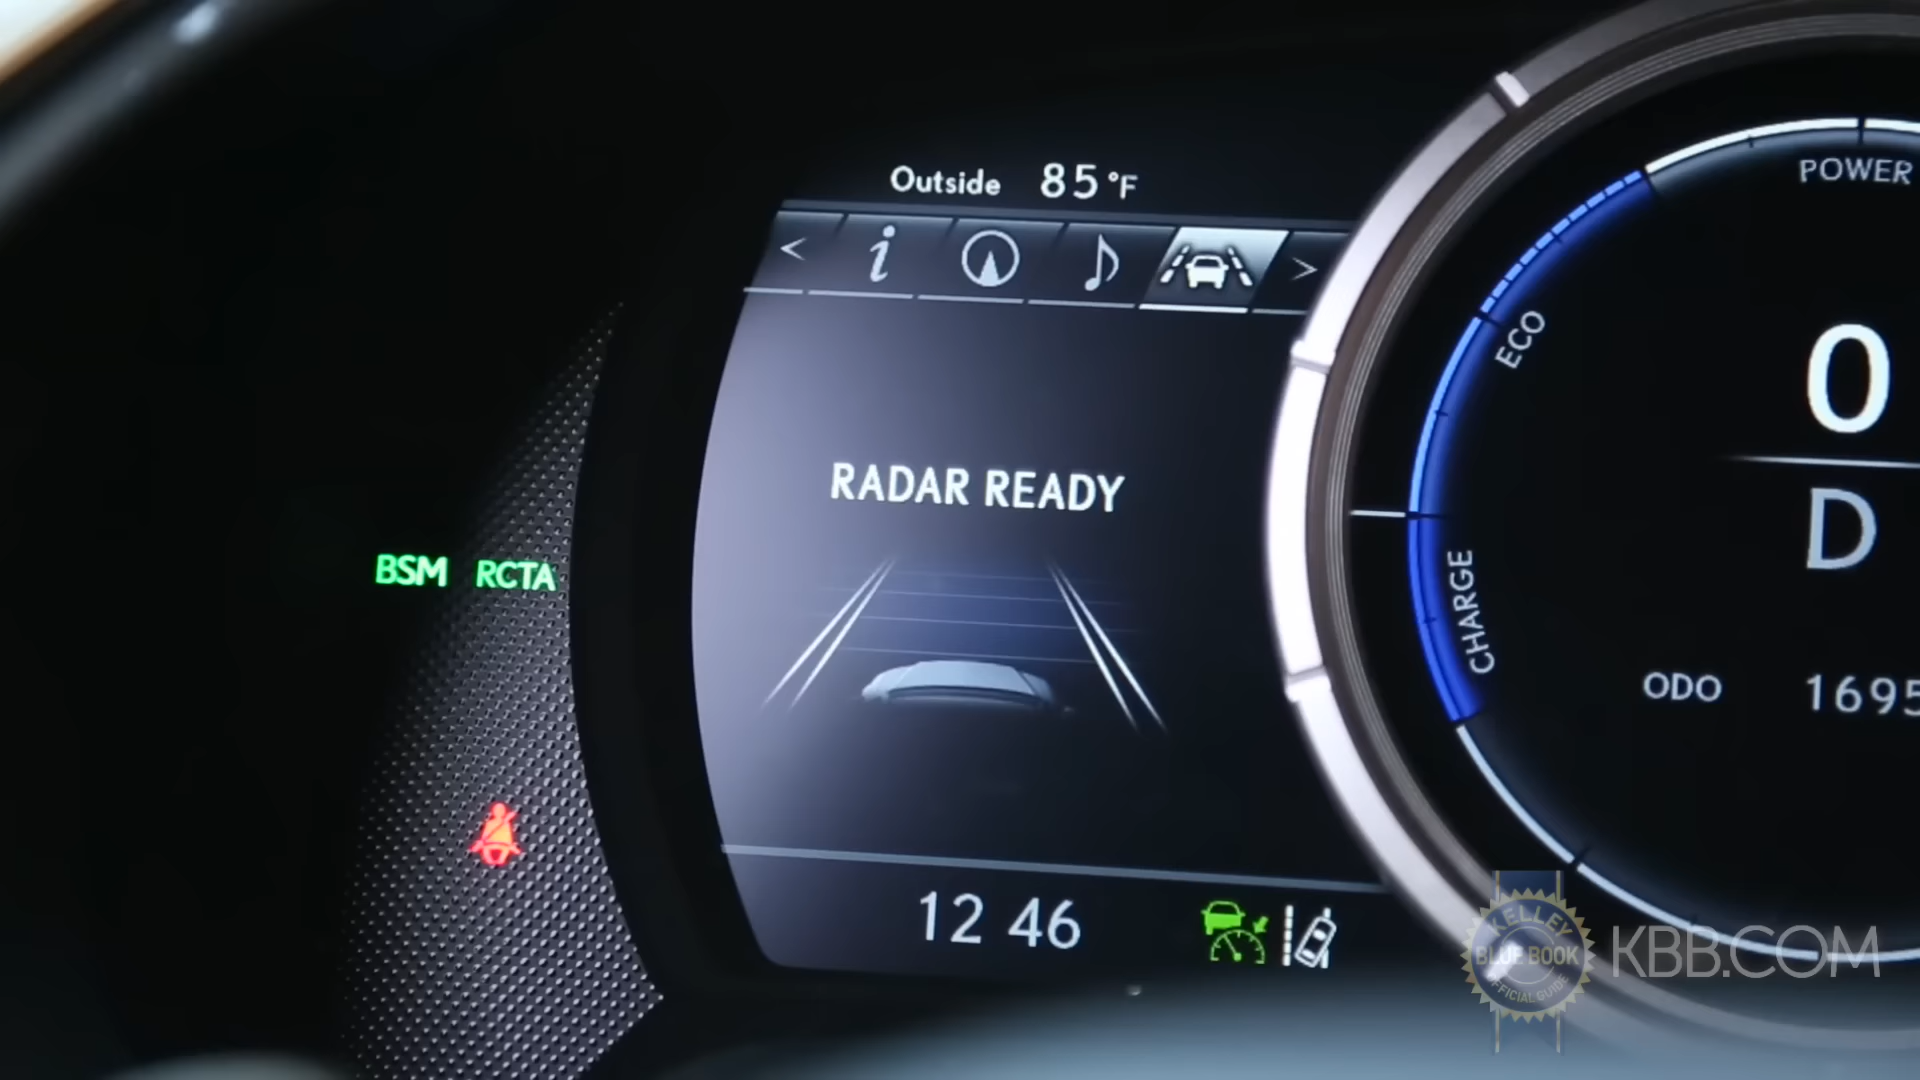 Outside 85°F
< i >
POWER
ECO
0
RADAR READY
D
BSM RCTA
CHARGE
ODO 1695
12 46
KELLEY
BLUE BOOK
OFFICIAL GUIDE
KBB.COM